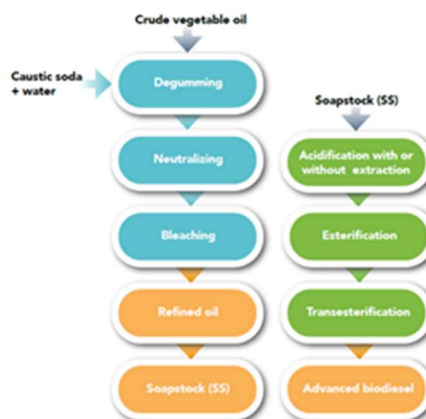 Crude vegetable oil
Caustic soda
+ water
Degumming
Neutralizing
Bleaching
Refined oil
Soapstock (SS)
Soapstock (SS)
Acidification with or
without extraction
Esterification
Transesterification
Advanced biodiesel